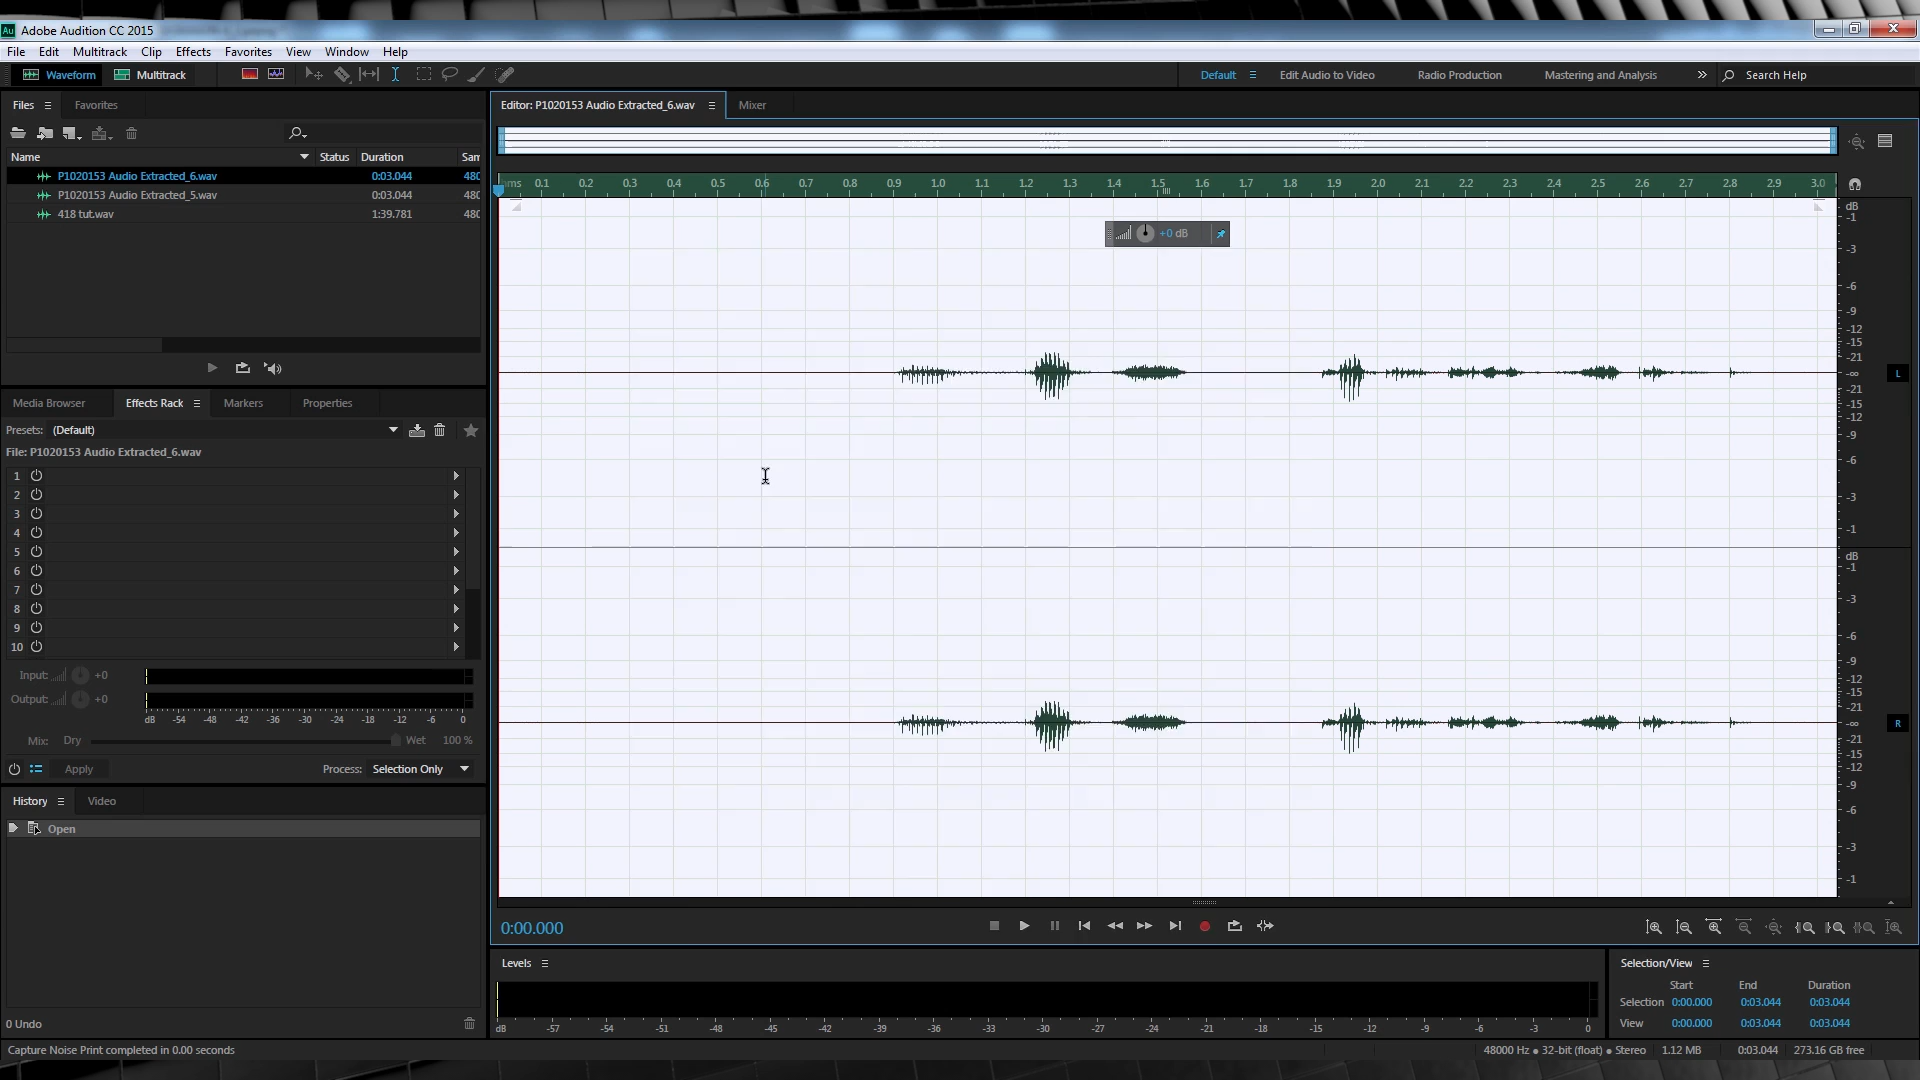 Au Adobe Audition CC 2015
File Edit Multitrack Clip Effects Favorites View Window Help
Waveform Multitrack Default Edit Audio to Video Radio Production Mastering and Analysis » Search Help
Files Favorites
Name Status Duration Sam
P1020153 Audio Extracted_6.wav 0:03.044 480
P1020153 Audio Extracted_5.wav 0:03.044 480
418 tut.wav 1:39.781 480
Media Browser Effects Rack Markers Properties
Presets: (Default)
File: P1020153 Audio Extracted_6.wav
1
2
3
4
5
6
7
8
9
10
Input: +0
Output: +0
dB -54 -48 -42 -36 -30 -24 -18 -12 -6 0
Mix: Dry Wet 100 %
Apply Process: Selection Only
History Video
Open
0 Undo
Capture Noise Print completed in 0.00 seconds
Editor: P1020153 Audio Extracted_6.wav Mixer
hms 0.1 0.2 0.3 0.4 0.5 0.6 0.7 0.8 0.9 1.0 1.1 1.2 1.3 1.4 1.5 1.6 1.7 1.8 1.9 2.0 2.1 2.2 2.3 2.4 2.5 2.6 2.7 2.8 2.9 3.0
+0 dB
dB
-1
-3
-6
-9
-12
-15
-21
-∞
-21
-15
-12
-9
-6
-3
-1
L
dB
-1
-3
-6
-9
-12
-15
-21
-∞
-21
-15
-12
-9
-6
-3
-1
R
0:00.000
Levels
dB -57 -54 -51 -48 -45 -42 -39 -36 -33 -30 -27 -24 -21 -18 -15 -12 -9 -6 -3 0
Selection/View
Start End Duration
Selection 0:00.000 0:03.044 0:03.044
View 0:00.000 0:03.044 0:03.044
48000 Hz ● 32-bit (float) ● Stereo 1.12 MB 0:03.044 273.16 GB free